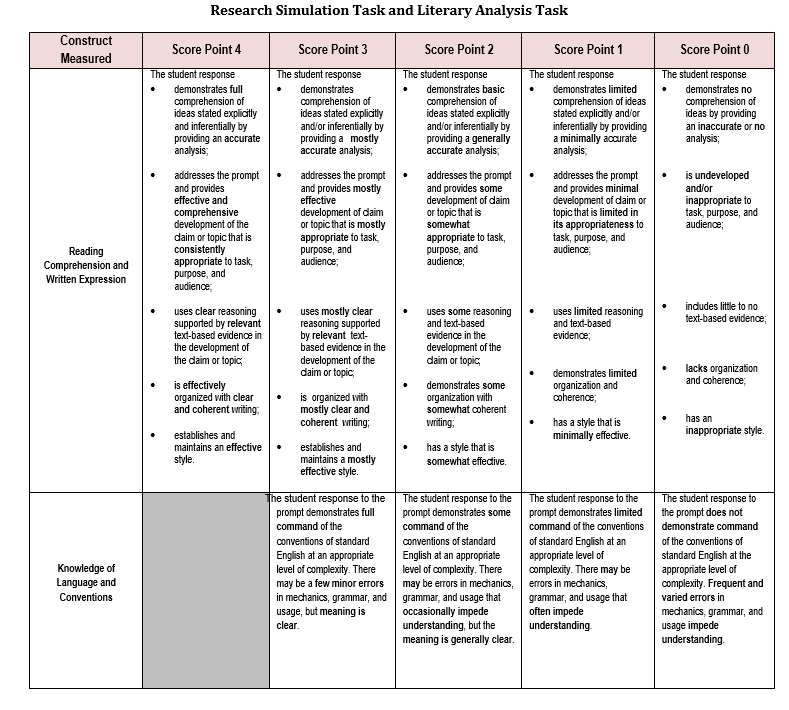 Research Simulation Task and Literary Analysis Task
Construct
Measured
Score Point 4
Score Point 3
Score Point 2
Score Point 1
Score Point 0
Reading
Comprehension and
Written Expression
The student response
• demonstrates full
comprehension of
ideas stated explicitly
and inferentially by
providing an accurate
analysis;
• addresses the prompt
and provides
effective and
comprehensive
development of the
claim or topic that is
consistently
appropriate to task,
purpose, and
audience;
• uses clear reasoning
supported by relevant
text-based evidence in
the development of
the claim or topic;
• is effectively
organized with clear
and coherent writing;
• establishes and
maintains an effective
style.
The student response
• demonstrates
comprehension of
ideas stated explicitly
and/or inferentially by
providing a mostly
accurate analysis;
• addresses the prompt
and provides mostly
effective
development of claim
or topic that is mostly
appropriate to task,
purpose, and
audience;
• uses mostly clear
reasoning supported
by relevant text-
based evidence in the
development of the
claim or topic;
• is organized with
mostly clear and
coherent writing;
• establishes and
maintains a mostly
effective style.
The student response
• demonstrates basic
comprehension of
ideas stated explicitly
and/or inferentially by
providing a generally
accurate analysis;
• addresses the prompt
and provides some
development of claim
or topic that is
somewhat
appropriate to task,
purpose, and
audience;
• uses some reasoning
and text-based
evidence in the
development of the
claim or topic;
• demonstrates some
organization with
somewhat coherent
writing;
• has a style that is
somewhat effective.
The student response
• demonstrates limited
comprehension of ideas
stated explicitly and/or
inferentially by providing
a minimally accurate
analysis;
• addresses the prompt
and provides minimal
development of claim or
topic that is limited in
its appropriateness to
task, purpose, and
audience;
• uses limited reasoning
and text-based
evidence;
• demonstrates limited
organization and
coherence;
• has a style that is
minimally effective.
The student response
• demonstrates no
comprehension of
ideas by providing
an inaccurate or no
analysis;
• is undeveloped
and/or
inappropriate to
task, purpose, and
audience;
• includes little to no
text-based evidence;
• lacks organization
and coherence;
• has an
inappropriate style.
Knowledge of
Language and
Conventions
The student response to the
prompt demonstrates full
command of the
conventions of standard
English at an appropriate
level of complexity. There
may be a few minor errors
in mechanics, grammar, and
usage, but meaning is
clear.
The student response to the
prompt demonstrates some
command of the
conventions of standard
English at an appropriate
level of complexity. There
may be errors in mechanics,
grammar, and usage that
occasionally impede
understanding, but the
meaning is generally clear.
The student response to the
prompt demonstrates limited
command of the conventions
of standard English at an
appropriate level of
complexity. There may be
errors in mechanics,
grammar, and usage that
often impede
understanding.
The student response to
the prompt does not
demonstrate command
of the conventions of
standard English at the
appropriate level of
complexity. Frequent and
varied errors in
mechanics, grammar, and
usage impede
understanding.